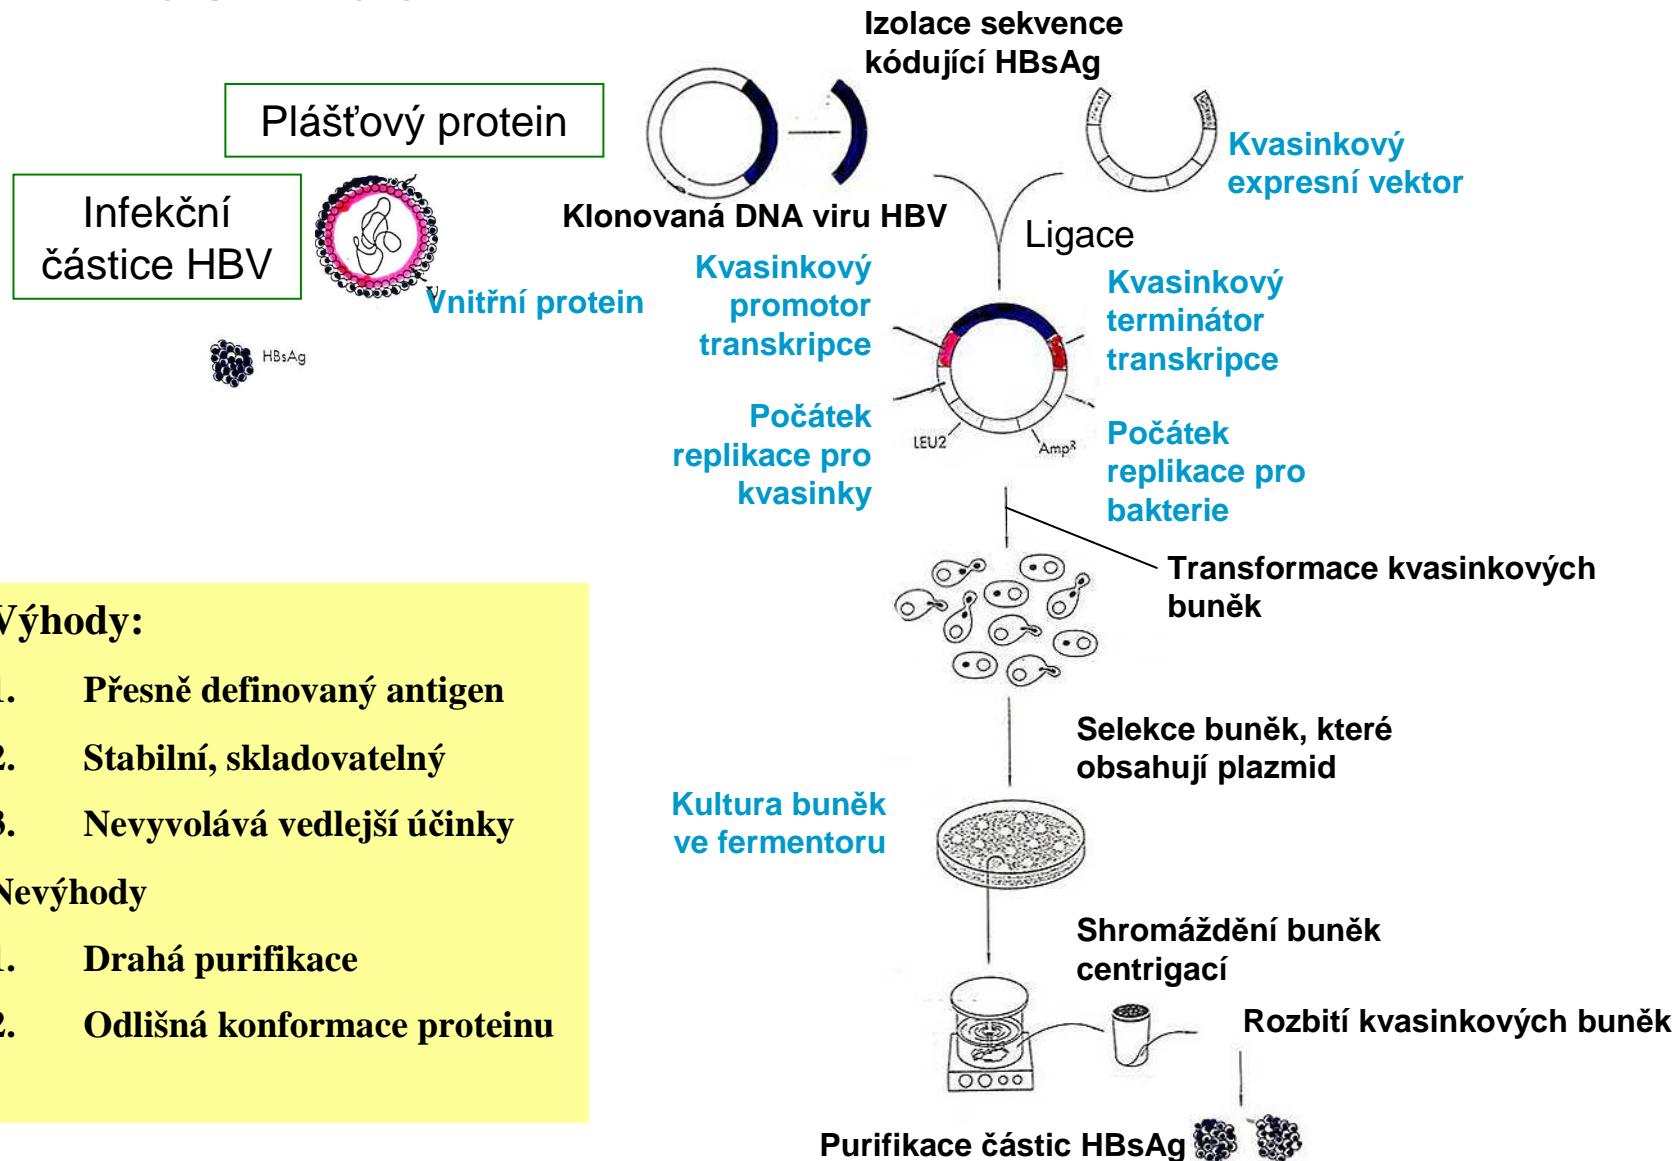 Izolace sekvence
kódující HBsAg
Plášťový protein
Kvasinkový
expresní vektor
Infekční
částice HBV
Klonovaná DNA viru HBV
Ligace
Vnitřní protein
HBsAg
Kvasinkový
promotor
transkripce
Kvasinkový
terminátor
transkripce
Počátek
replikace pro
kvasinky
LEU2
Amp^R
Počátek
replikace pro
bakterie
Transformace kvasinkových
buněk
Výhody:
1. Přesně definovaný antigen
2. Stabilní, skladovatelný
3. Nevyvolává vedlejší účinky
Nevýhody
1. Drahá purifikace
2. Odlišná konformace proteinu
Selekce buněk, které
obsahují plazmid
Kultura buněk
ve fermentoru
Shromáždění buněk
centrigací
Rozbití kvasinkových buněk
Purifikace částic HBsAg